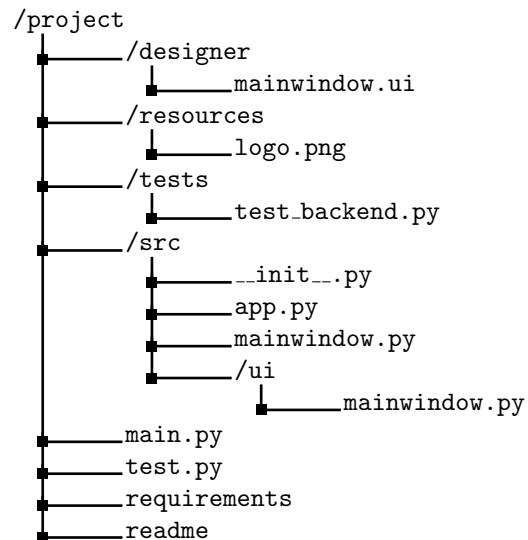 /project
/designer
mainwindow.ui
/resources
logo.png
/tests
test_backend.py
/src
__init__.py
app.py
mainwindow.py
/ui
mainwindow.py
main.py
test.py
requirements
readme